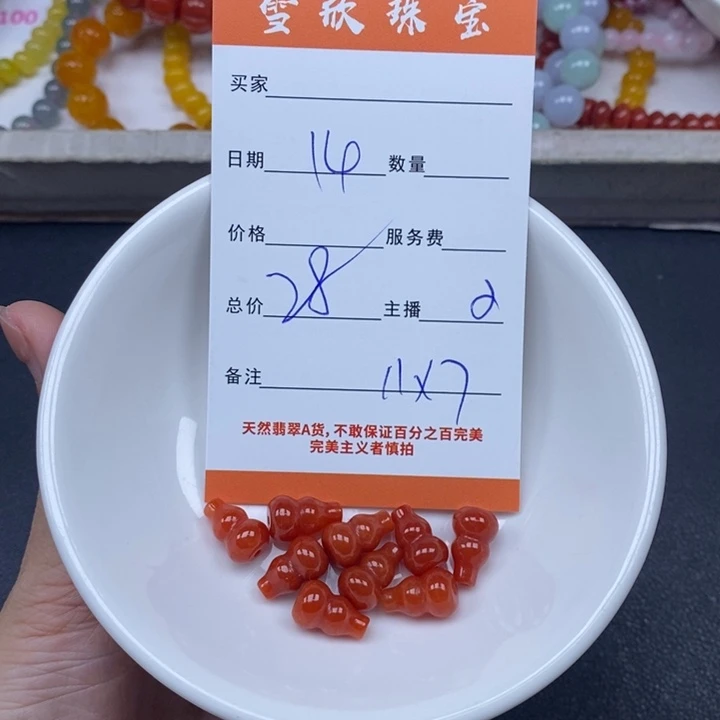 100
雪欣珠宝
买家
日期 14 数量
价格 服务费
总价 28 主播 2
备注 11x7
天然翡翠A货,不敢保证百分之百完美
完美主义者慎拍